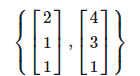 { [2 1 1], [4 3 1] }